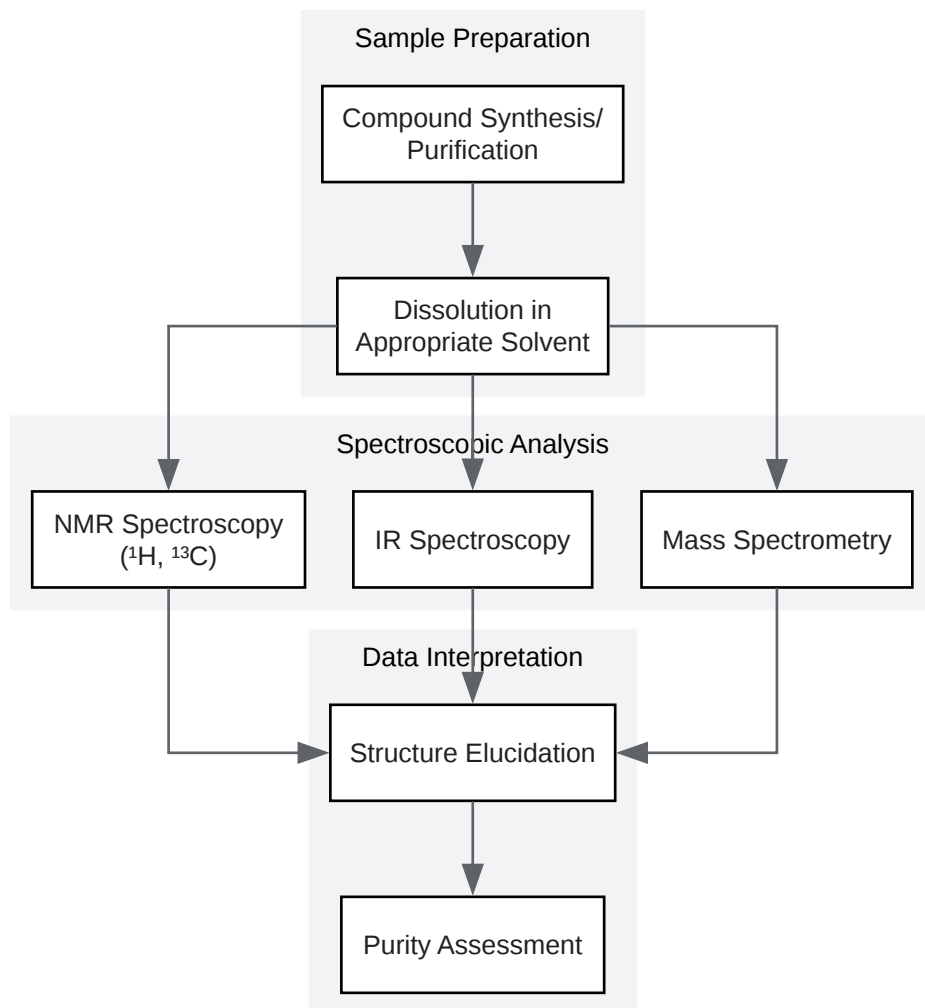 Sample Preparation
Compound Synthesis/
Purification
Dissolution in
Appropriate Solvent
Spectroscopic Analysis
NMR Spectroscopy
(¹H, ¹³C)
IR Spectroscopy
Mass Spectrometry
Data Interpretation
Structure Elucidation
Purity Assessment